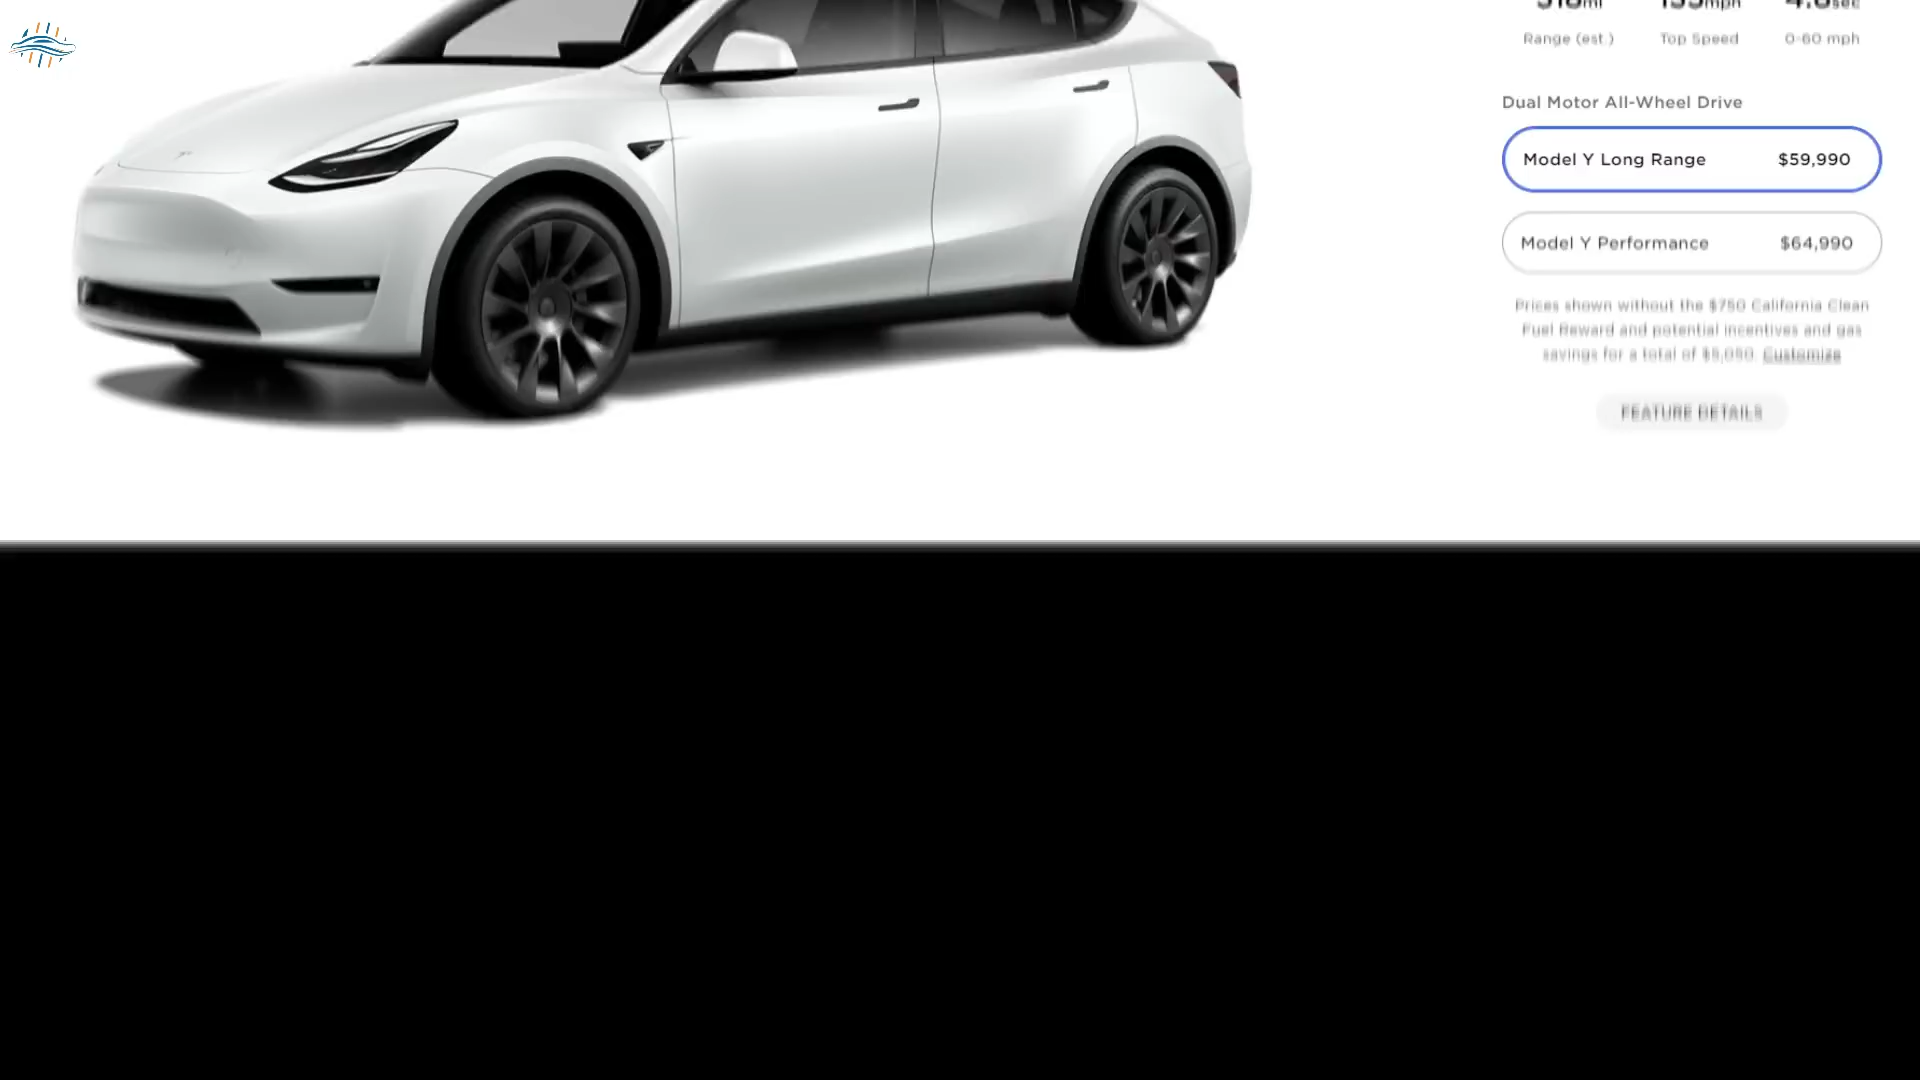 Range (est.) Top Speed 0-60 mph
Dual Motor All-Wheel Drive
Model Y Long Range $59,990
Model Y Performance $64,990
Prices shown without the $750 California Clean
Fuel Reward and potential incentives and gas
savings for a total of $5,050. Customize
FEATURE DETAILS